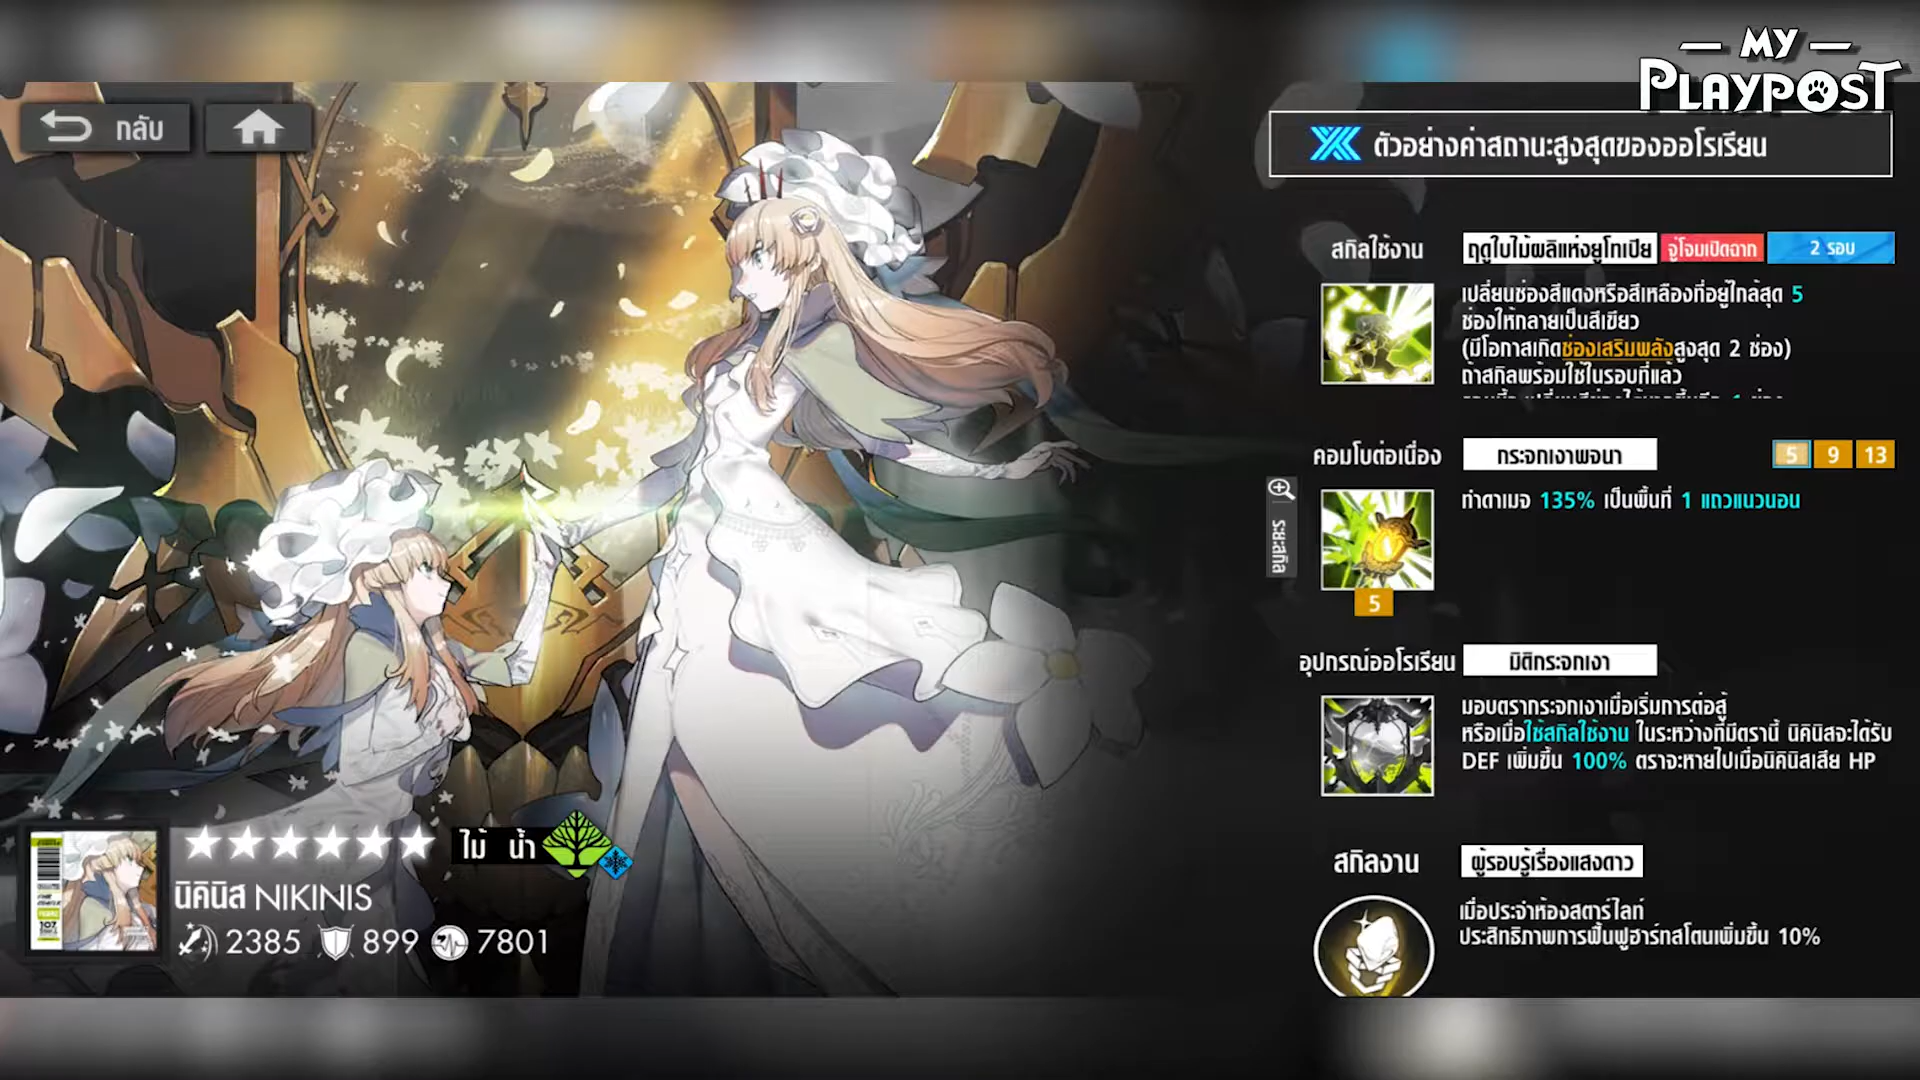 MY
PLAYPOST
กลับ
ตัวอย่างค่าสถานะสูงสุดของออโรเรียน
สกิลใช้งาน
ฤดูใบไม้ผลิแห่งยูโทเปีย
จู่โจมเปิดฉาก
2 รอบ
เปลี่ยนช่องสีแดงหรือสีเหลืองที่อยู่ใกล้สุด 5
ช่องให้กลายเป็นสีเขียว
(มีโอกาสเกิดช่องเสริมพลังสูงสุด 2 ช่อง)
ถ้าสกิลพร้อมใช้ในรอบที่แล้ว
คอมโบต่อเนื่อง
กระจกเงาพจนา
5 9 13
ทำดาเมจ 135% เป็นพื้นที่ 1 แถวแนวนอน
ระยะสกิล
5
อุปกรณ์ออโรเรียน
มิติกระจกเงา
มอบตรากระจกเงาเมื่อเริ่มการต่อสู้
หรือเมื่อใช้สกิลใช้งาน ในระหว่างที่มีตรานี้ นิคินิสจะได้รับ
DEF เพิ่มขึ้น 100% ตราจะหายไปเมื่อนิคินิสเสีย HP
สกิลงาน
ผู้รอบรู้เรื่องแสงดาว
เมื่อประจำห้องสตาร์ไลท์
ประสิทธิภาพการฟื้นฟูฮาร์ทสโตนเพิ่มขึ้น 10%
ไม้ น้ำ
นิคินิส NIKINIS
2385 899 7801
107